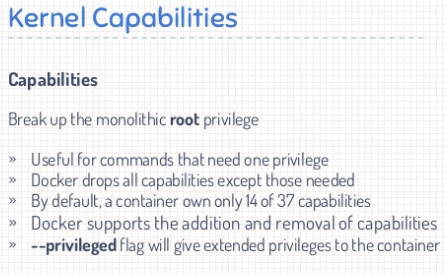 Kernel Capabilities
Capabilities
Break up the monolithic root privilege
» Useful for commands that need one privilege
» Docker drops all capabilities except those needed
» By default, a container own only 14 of 37 capabilities
» Docker supports the addition and removal of capabilities
» --privileged flag will give extended privileges to the container